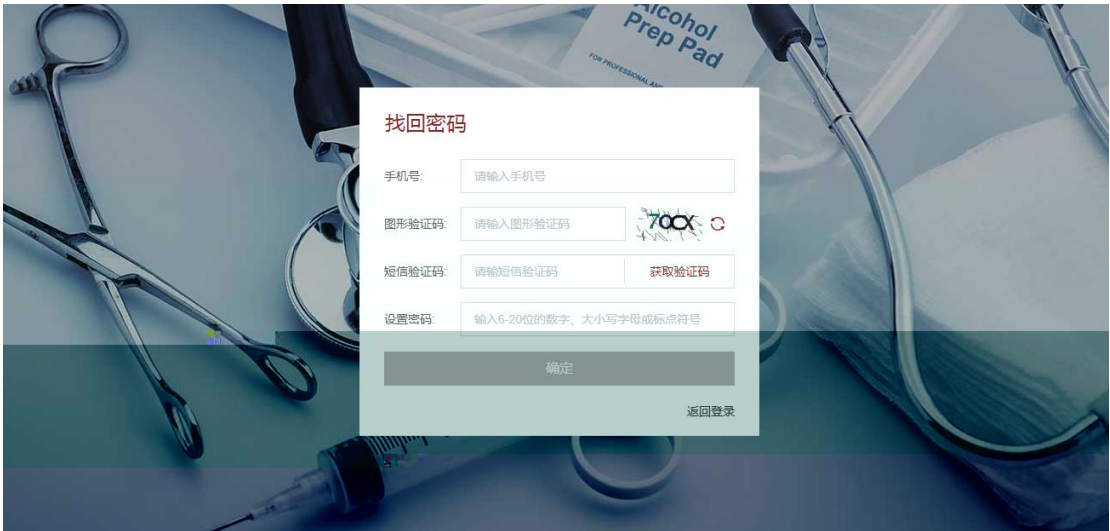 Alcohol
Prep Pad
FOR PROFESSIONAL AND
找回密码
手机号: 请输入手机号
图形验证码: 请输入图形验证码 70CX
短信验证码: 请输短信验证码 获取验证码
设置密码: 输入6-20位的数字、大小写字母或标点符号
确定
返回登录